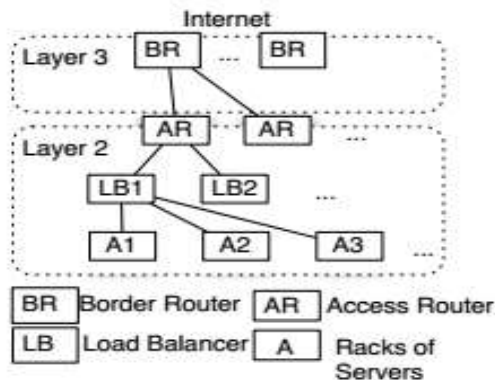 Internet
Layer 3
BR ... BR
AR AR ...
Layer 2
LB1 LB2 ...
A1 A2 A3 ...
BR Border Router AR Access Router
LB Load Balancer A Racks of
Servers